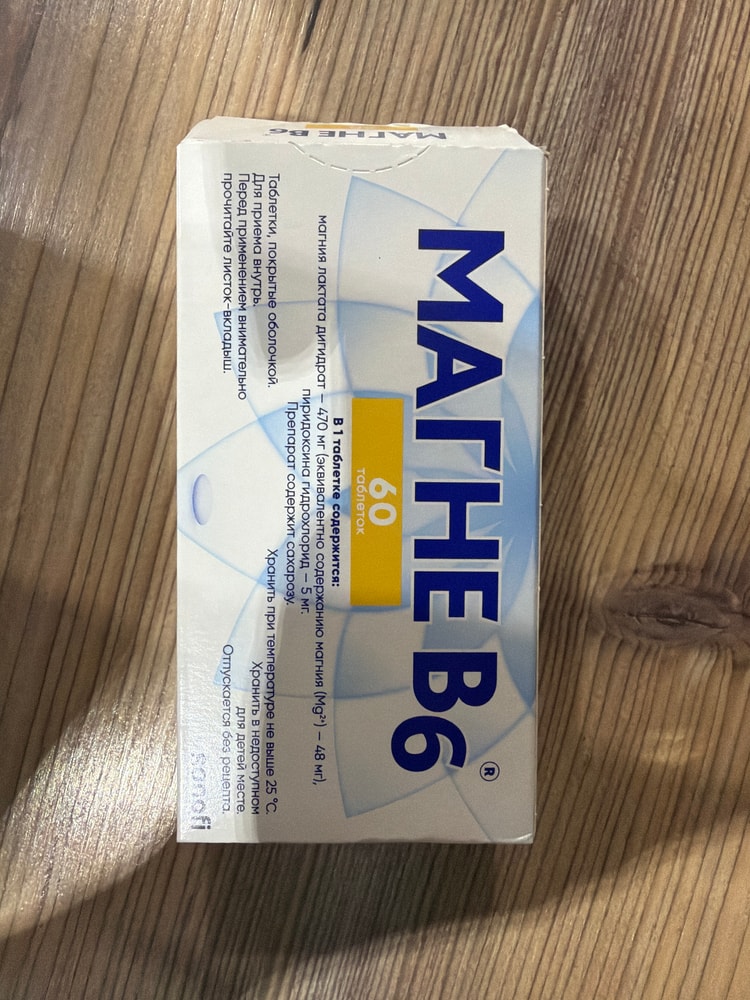 МАГНЕ B6
МАГНЕ B6®
60
таблеток
В 1 таблетке содержится:
магния лактата дигидрат – 470 мг (эквивалентно содержанию магния (Mg²⁺) – 48 мг),
пиридоксина гидрохлорид – 5 мг.
Препарат содержит сахарозу.
Таблетки, покрытые оболочкой.
Для приема внутрь.
Перед применением внимательно
прочитайте листок-вкладыш.
Хранить при температуре не выше 25 °C.
Хранить в недоступном
для детей месте.
Отпускается без рецепта.
sanofi